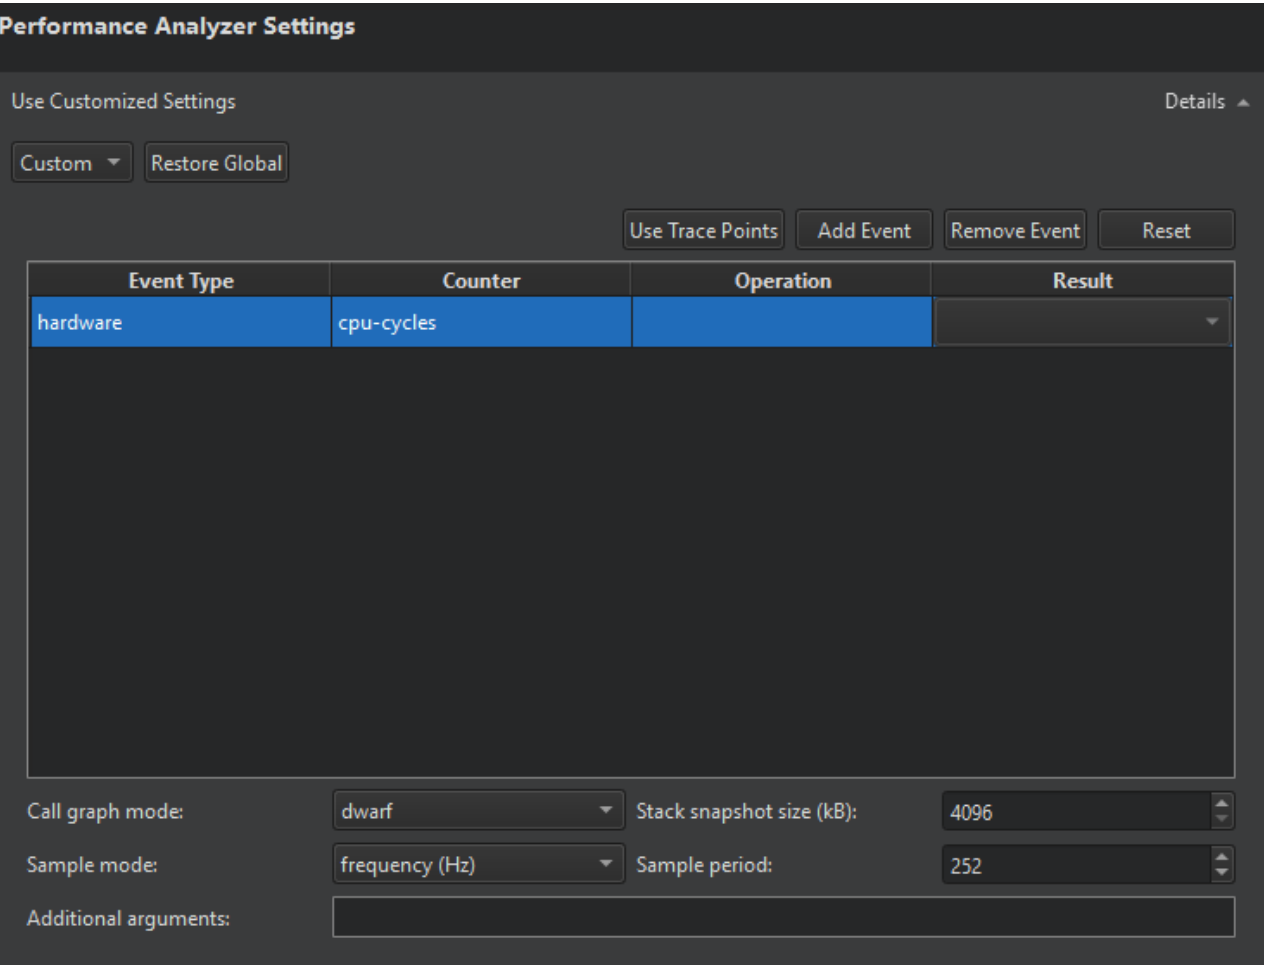 Performance Analyzer Settings
Use Customized Settings Details
Custom Restore Global
Use Trace Points Add Event Remove Event Reset
Event Type Counter Operation Result
hardware cpu-cycles
Call graph mode: dwarf Stack snapshot size (kB): 4096
Sample mode: frequency (Hz) Sample period: 252
Additional arguments: